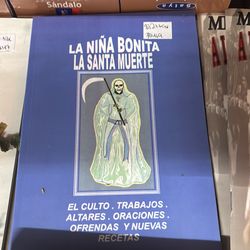 Sándalo
LA NIÑA BONITA
LA SANTA MUERTE
EL CULTO . TRABAJOS .
ALTARES . ORACIONES .
OFRENDAS Y NUEVAS
RECETAS